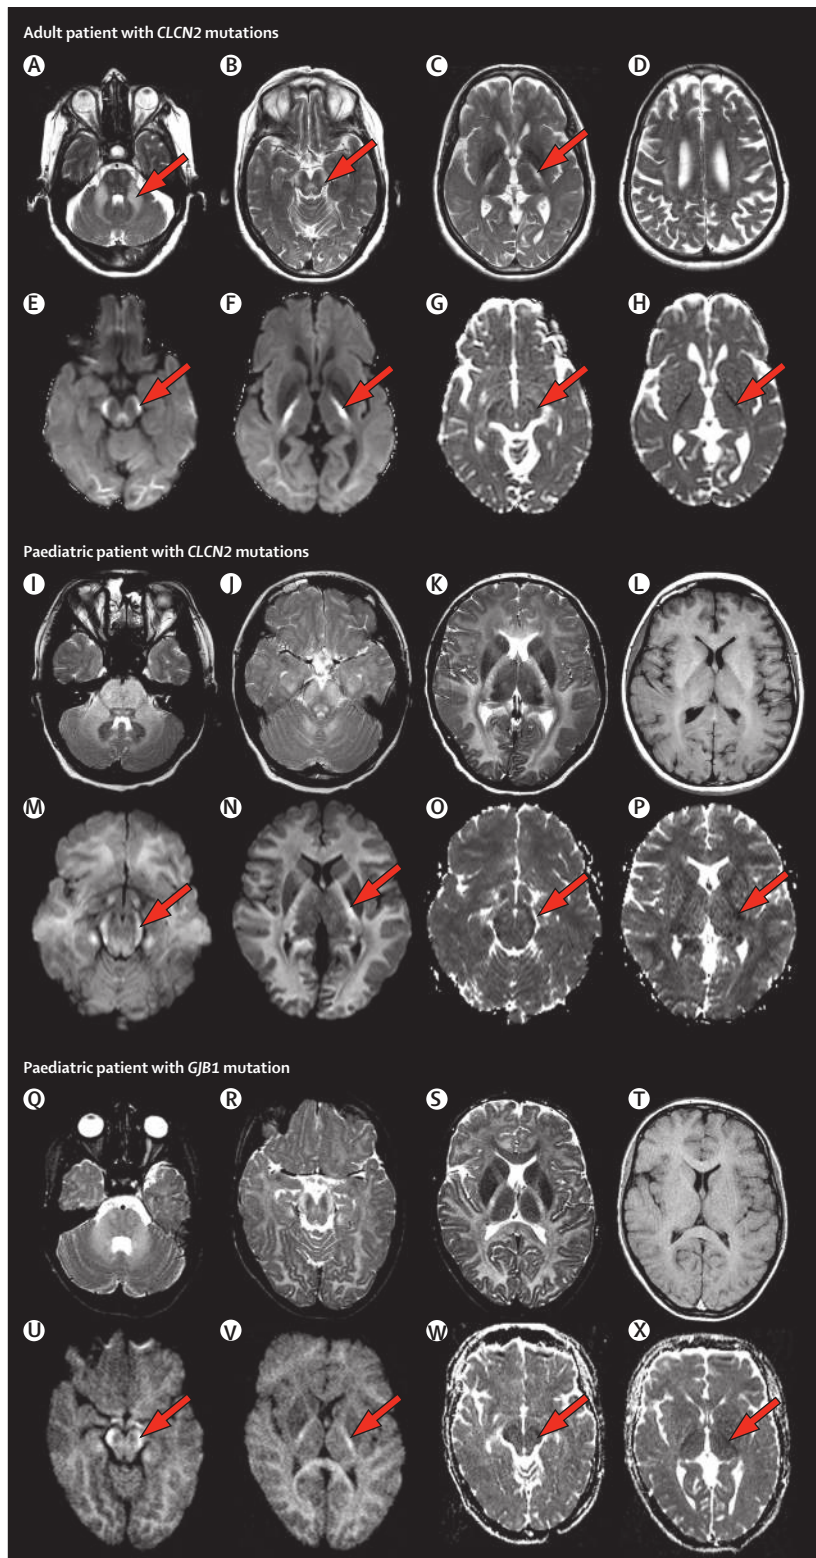 Adult patient with CLCN2 mutations
A B C D
E F G H
Paediatric patient with CLCN2 mutations
I J K L
M N O P
Paediatric patient with GJB1 mutation
Q R S T
U V W X